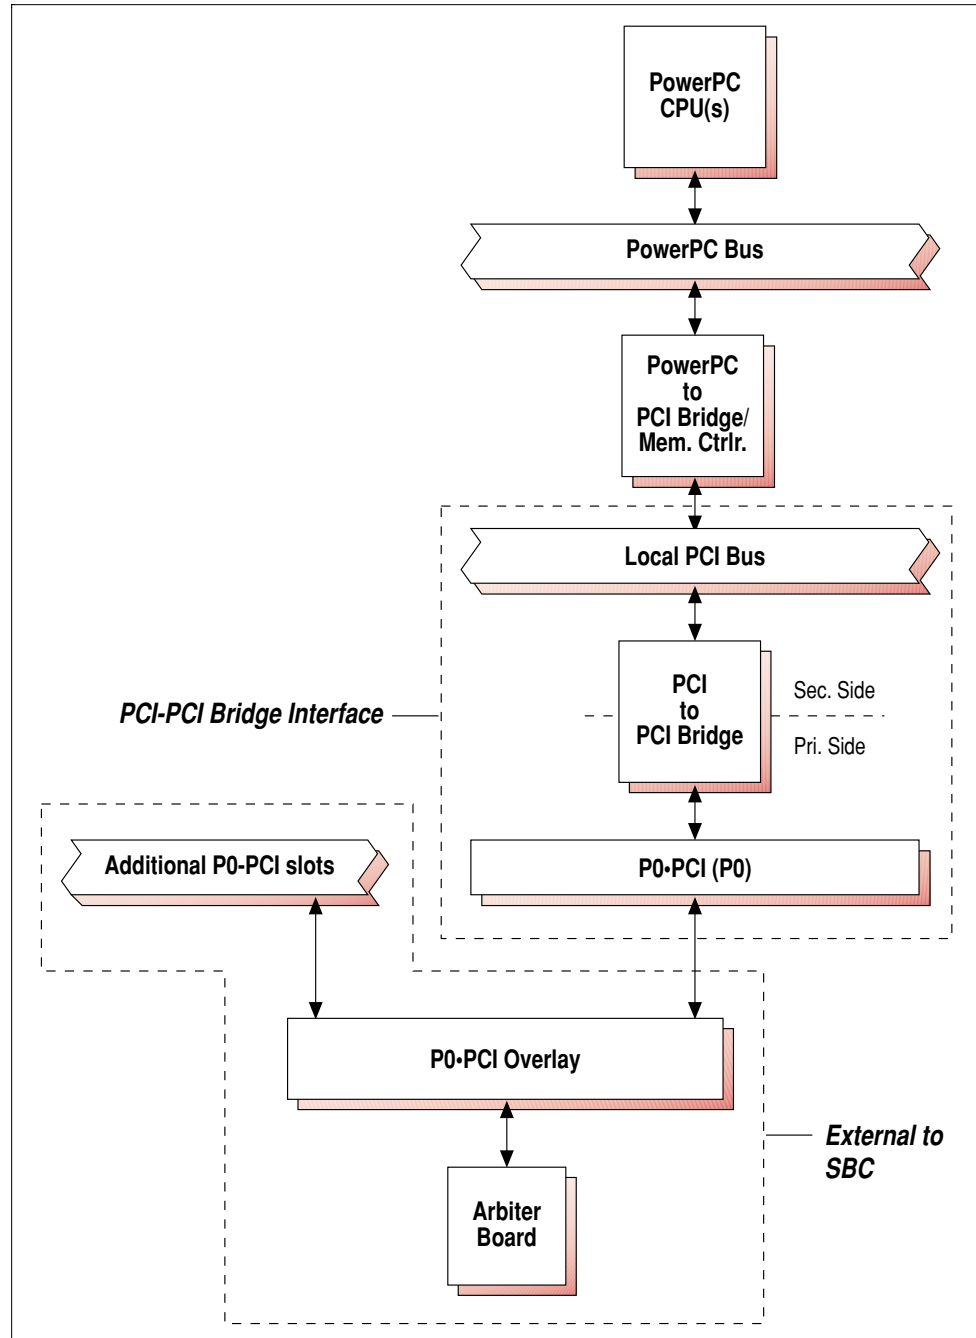 PowerPC
CPU(s)
PowerPC Bus
PowerPC
to
PCI Bridge/
Mem. Ctrlr.
Local PCI Bus
PCI
to
PCI Bridge
Sec. Side
Pri. Side
PCI-PCI Bridge Interface
Additional P0-PCI slots
P0•PCI (P0)
P0•PCI Overlay
External to
SBC
Arbiter
Board